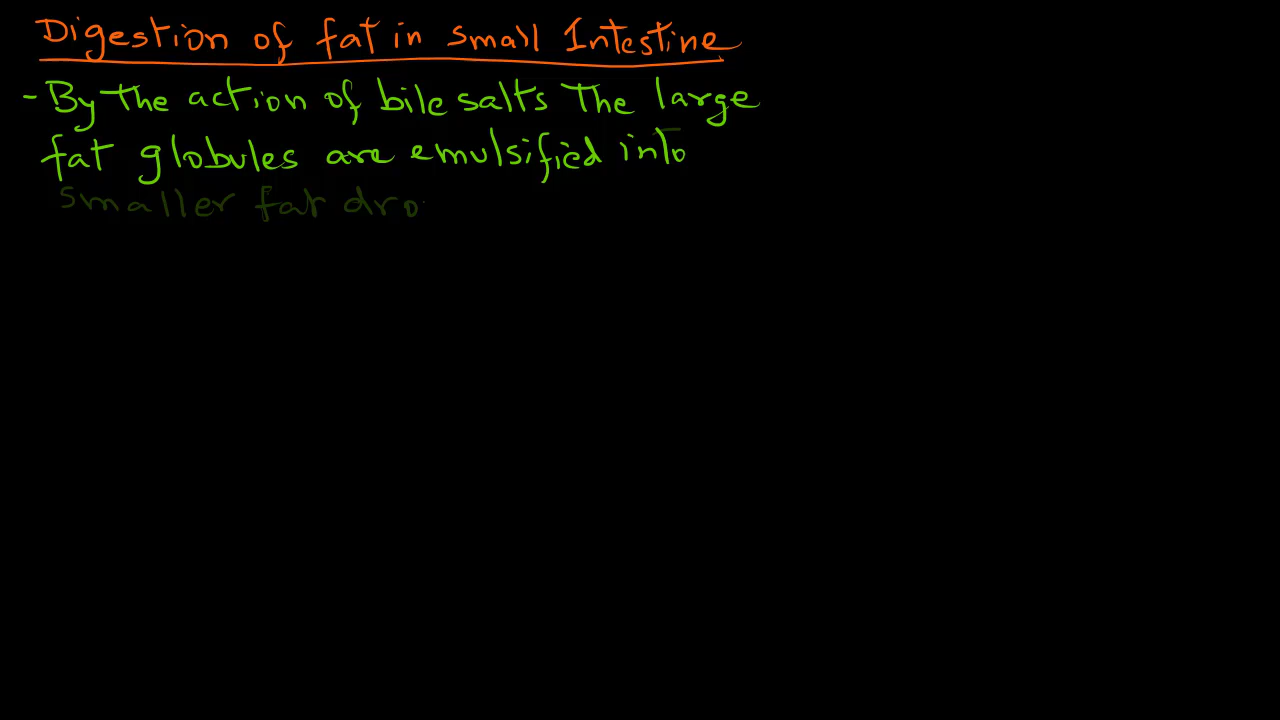 Digestion of fat in small Intestine
- By the action of bile salts the large
fat globules are emulsified into
smaller fat dro